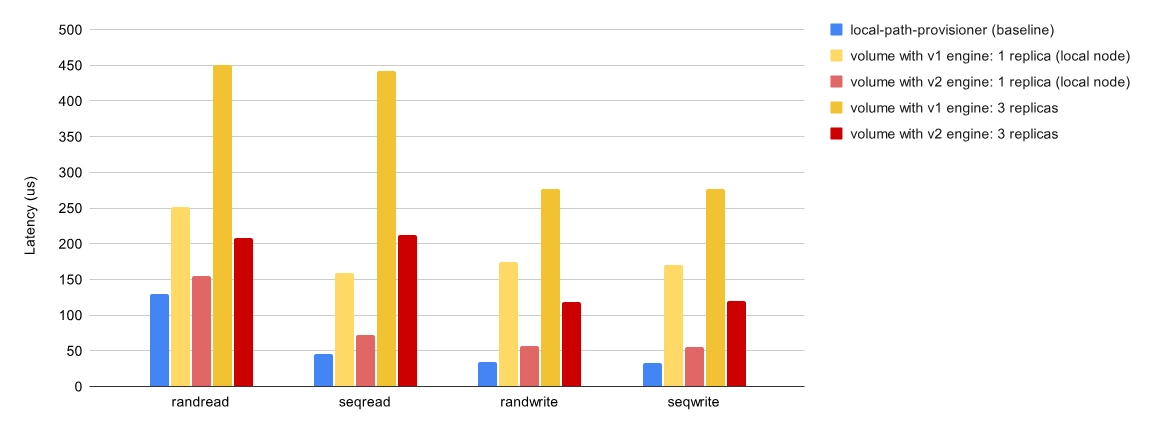 500
450
400
350
300
250
200
150
100
50
0
Latency (us)
randread
seqread
randwrite
seqwrite
local-path-provisioner (baseline)
volume with v1 engine: 1 replica (local node)
volume with v2 engine: 1 replica (local node)
volume with v1 engine: 3 replicas
volume with v2 engine: 3 replicas